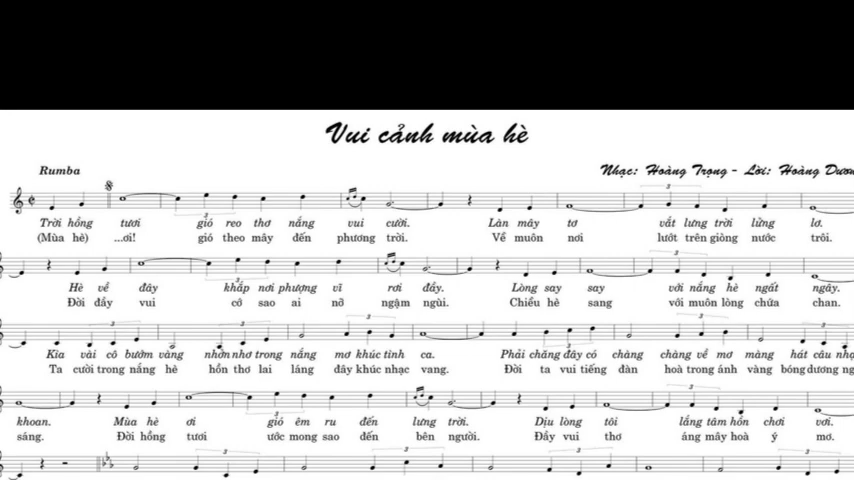 Vui cảnh mùa hè
Rumba
Nhạc: Hoàng Trọng - Lời: Hoàng Dươn
Trời hồng tươi gió reo thơ nắng vui cười. Làn mây tơ vắt lưng trời lửng lơ.
(Mùa hè) ...ơi! gió theo mây đến phương trời. Về muôn nơi lướt trên giòng nước trôi.
Hè về đây khắp nơi phượng vĩ rơi đầy. Lòng say say với nắng hè ngất ngây.
Đời đầy vui cớ sao ai nỡ ngậm ngùi. Chiều hè sang với muôn lòng chứa chan.
Kìa vài cô bướm vàng nhởn nhơ trong nắng mơ khúc tình ca. Phải chăng đây có chàng chàng về mơ màng hát câu nhạ
Ta cười trong nắng hè hồn thơ lai láng đây khúc nhạc vang. Đời ta vui tiếng đàn hoà trong ánh vàng bóng dương ng
khoan. Mùa hè ơi gió êm ru đến lưng trời. Dịu lòng tôi lắng tâm hồn chơi vơi.
sáng. Đời hồng tươi ước mong sao đến bên người. Đầy vui thơ áng mây hoà ý mơ.